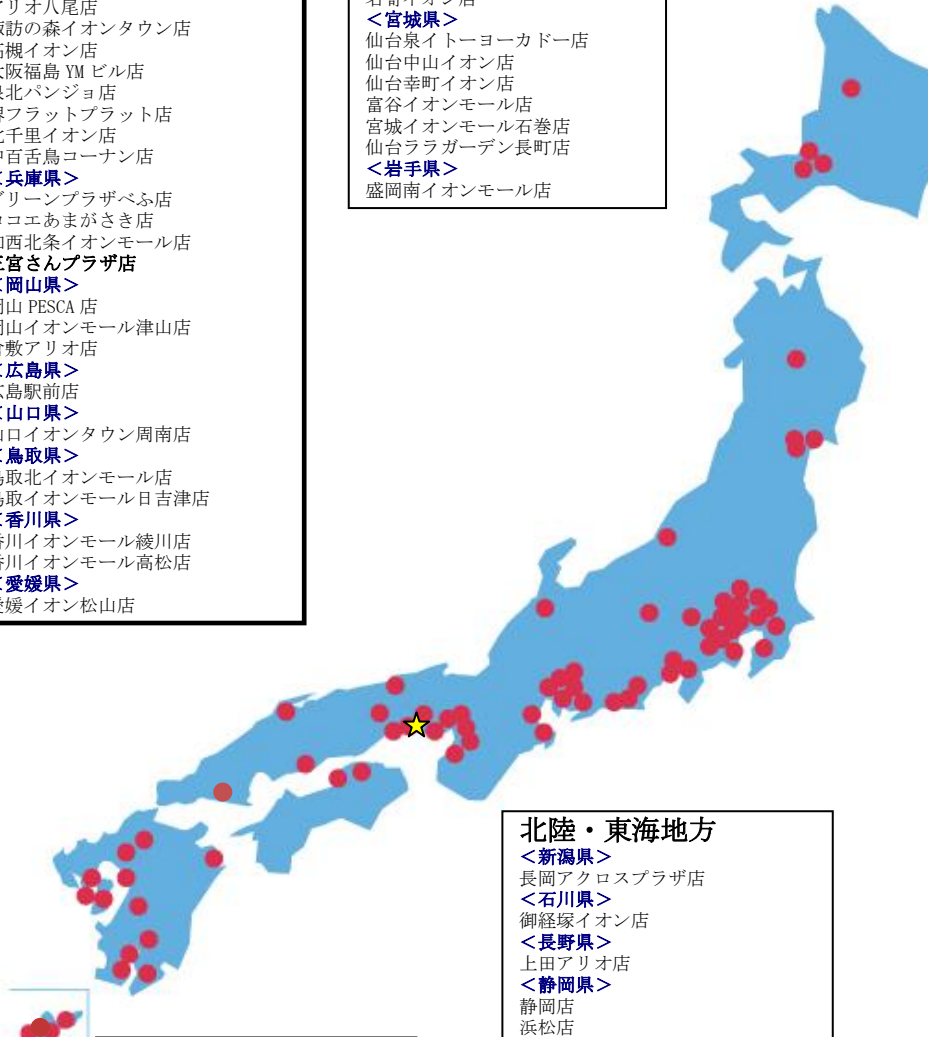 アリオ八尾店
諏訪の森イオンタウン店
高槻イオン店
大阪福島 YM ビル店
泉北パンジョ店
堺フラットプラット店
北千里イオン店
中百舌鳥コーナン店
＜兵庫県＞
グリーンプラザべふ店
ココエあまがさき店
加西北条イオンモール店
三宮さんプラザ店
＜岡山県＞
岡山 PESCA 店
岡山イオンモール津山店
倉敷アリオ店
＜広島県＞
広島駅前店
＜山口県＞
山口イオンタウン周南店
＜鳥取県＞
鳥取北イオンモール店
鳥取イオンモール日吉津店
＜香川県＞
香川イオンモール綾川店
香川イオンモール高松店
＜愛媛県＞
愛媛イオン松山店
イオン店
＜宮城県＞
仙台泉イトーヨーカドー店
仙台中山イオン店
仙台幸町イオン店
富谷イオンモール店
宮城イオンモール石巻店
仙台ララガーデン長町店
＜岩手県＞
盛岡南イオンモール店
北陸・東海地方
＜新潟県＞
長岡アクロスプラザ店
＜石川県＞
御経塚イオン店
＜長野県＞
上田アリオ店
＜静岡県＞
静岡店
浜松店